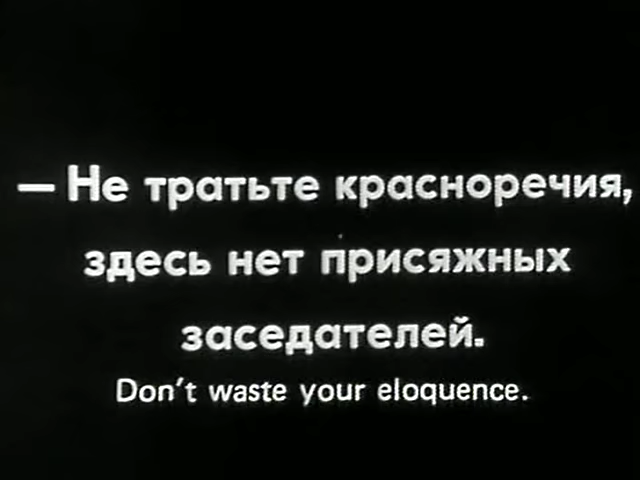 — Не тратьте красноречия,
здесь нет присяжных
заседателей.
Don't waste your eloquence.